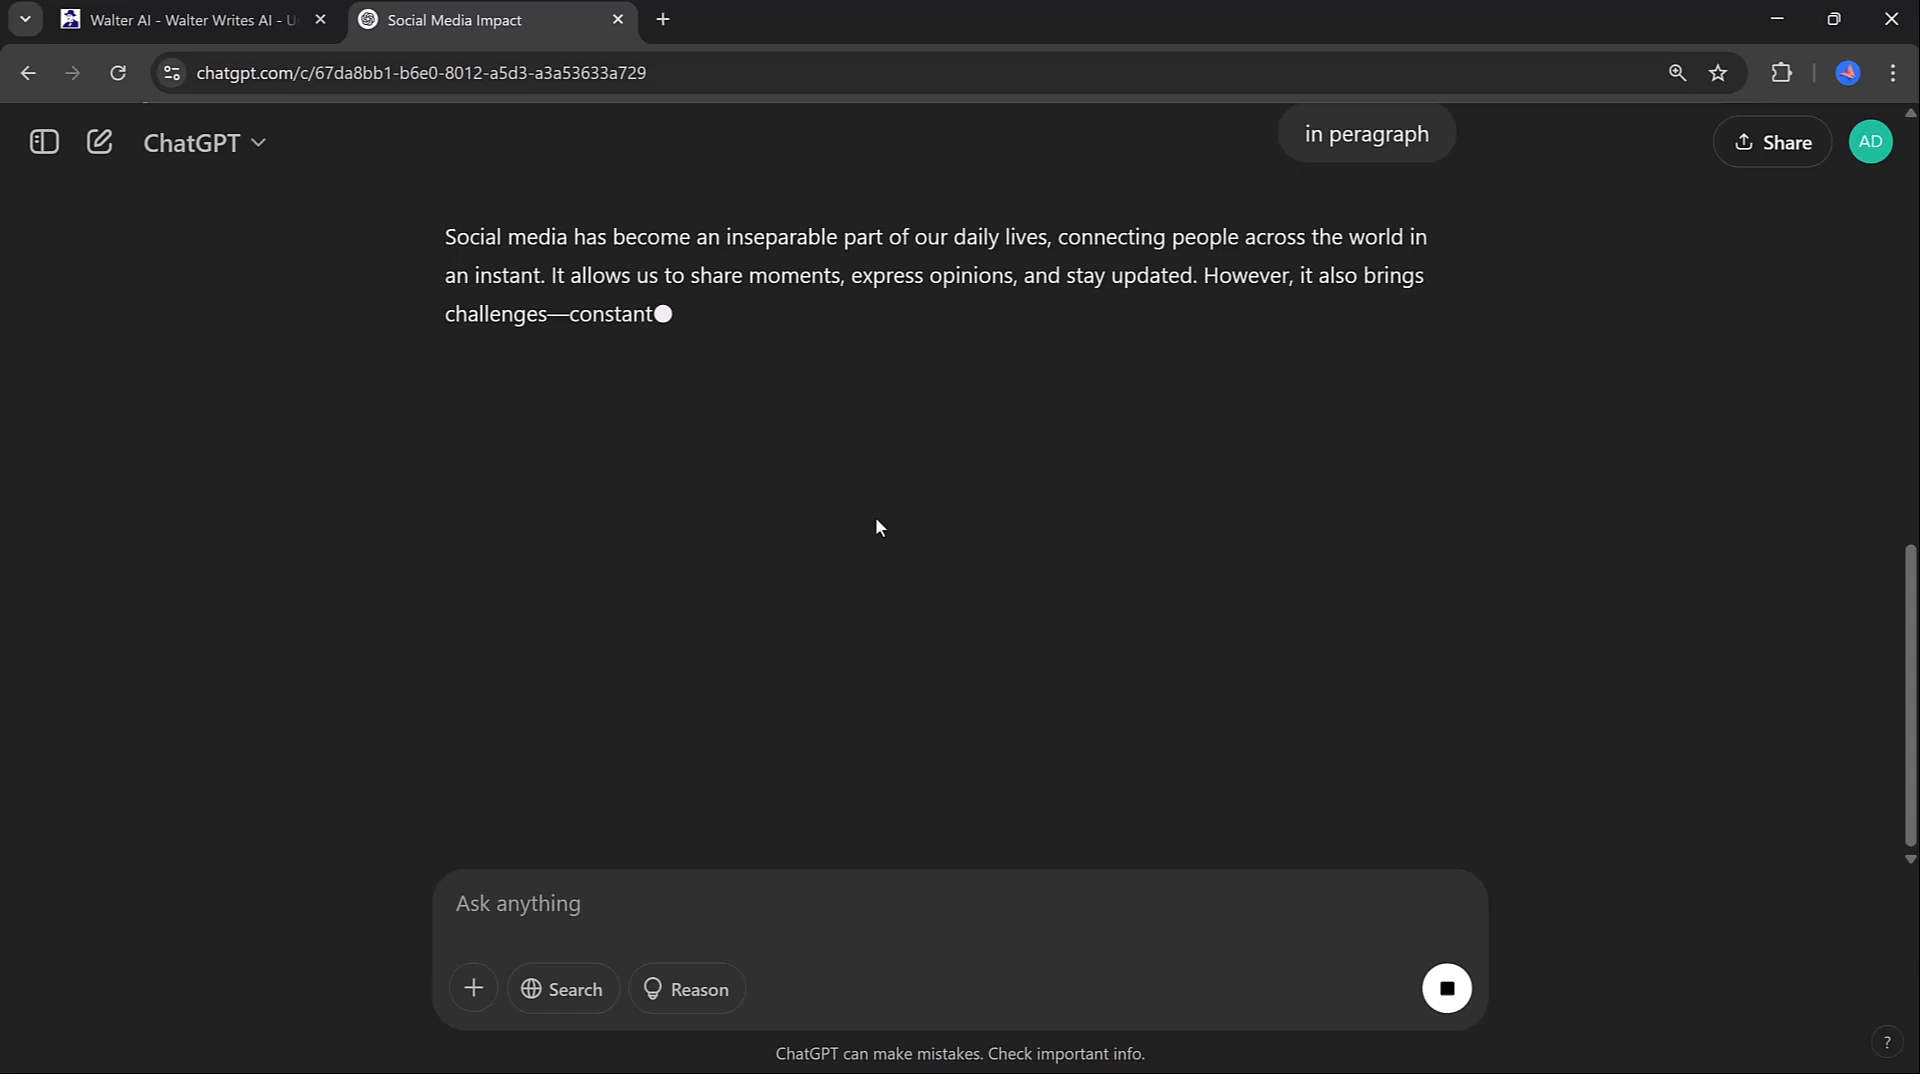 Walter AI - Walter Writes AI - U
Social Media Impact
chatgpt.com/c/67da8bb1-b6e0-8012-a5d3-a3a53633a729
ChatGPT
in peragraph
Share
AD
Social media has become an inseparable part of our daily lives, connecting people across the world in
an instant. It allows us to share moments, express opinions, and stay updated. However, it also brings
challenges—constant
Ask anything
Search
Reason
ChatGPT can make mistakes. Check important info.
?